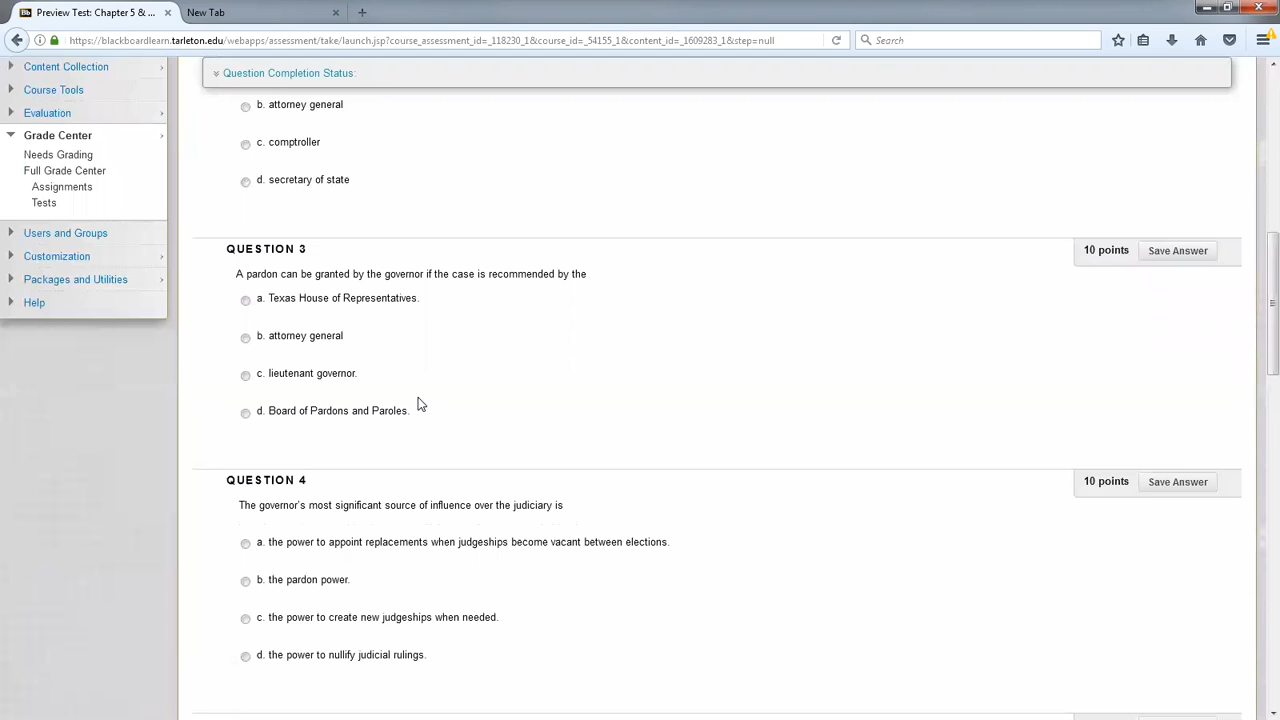 Preview Test: Chapter 5 & ...
New Tab
https://blackboardlearn.tarleton.edu/webapps/assessment/take/launch.jsp?course_assessment_id=_118230_1&course_id=_54155_1&content_id=_1609283_1&step=null
Search
Content Collection
Course Tools
Evaluation
Grade Center
Needs Grading
Full Grade Center
Assignments
Tests
Users and Groups
Customization
Packages and Utilities
Help
Question Completion Status:
b. attorney general
c. comptroller
d. secretary of state
QUESTION 3
10 points Save Answer
A pardon can be granted by the governor if the case is recommended by the
a. Texas House of Representatives.
b. attorney general
c. lieutenant governor.
d. Board of Pardons and Paroles.
QUESTION 4
10 points Save Answer
The governor's most significant source of influence over the judiciary is
a. the power to appoint replacements when judgeships become vacant between elections.
b. the pardon power.
c. the power to create new judgeships when needed.
d. the power to nullify judicial rulings.